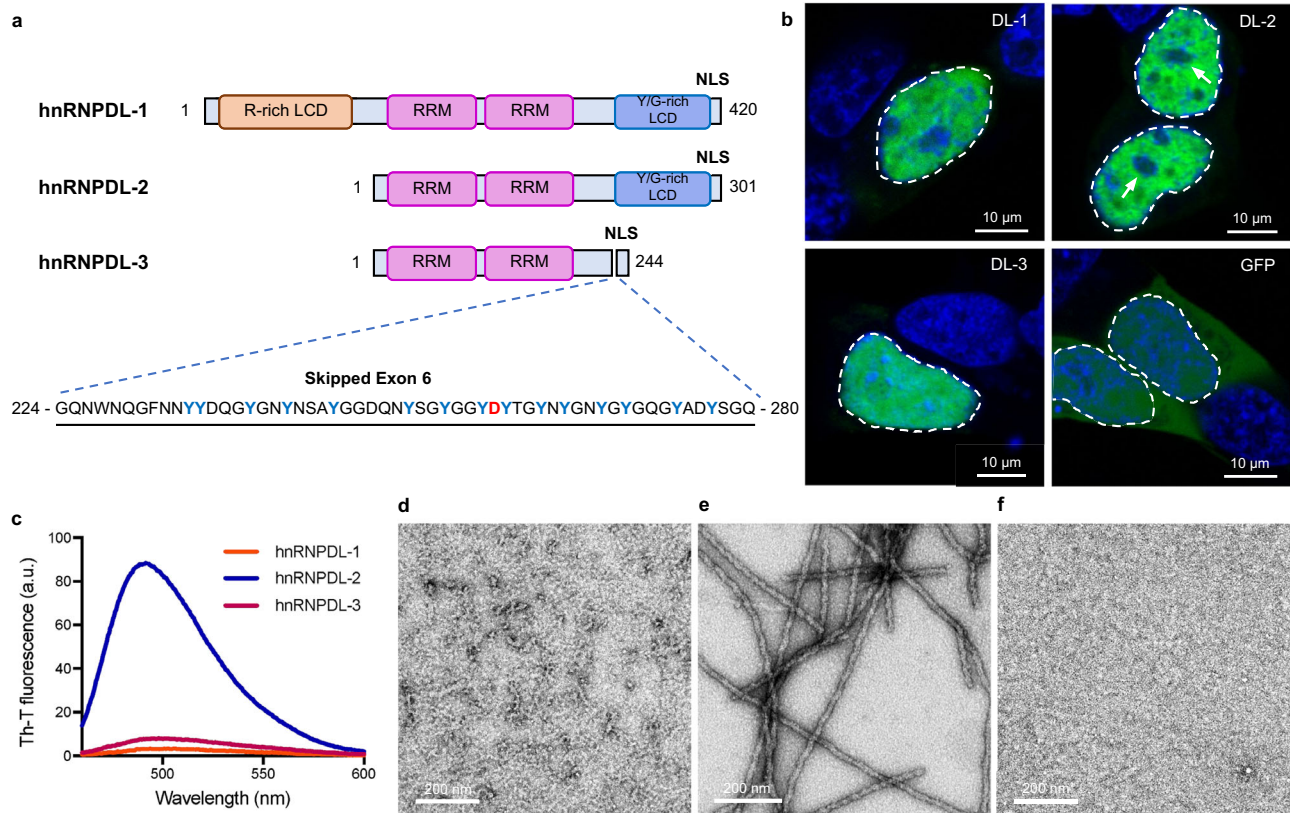 a
NLS
hnRNPDL-1 1 R-rich LCD RRM RRM Y/G-rich LCD 420
NLS
hnRNPDL-2 1 RRM RRM Y/G-rich LCD 301
NLS
hnRNPDL-3 1 RRM RRM 244
Skipped Exon 6
224 - GQNWNQGFNNYYDQGYGNYNSAYGGDQNYSGYGGYDYTGYNYGNYGYGQGYADYSGQ - 280
b
DL-1
10 µm
DL-2
10 µm
DL-3
10 µm
GFP
10 µm
c
Th-T fluorescence (a.u.)
100
80
60
40
20
0
500 550 600
Wavelength (nm)
hnRNPDL-1
hnRNPDL-2
hnRNPDL-3
d
200 nm
e
200 nm
f
200 nm